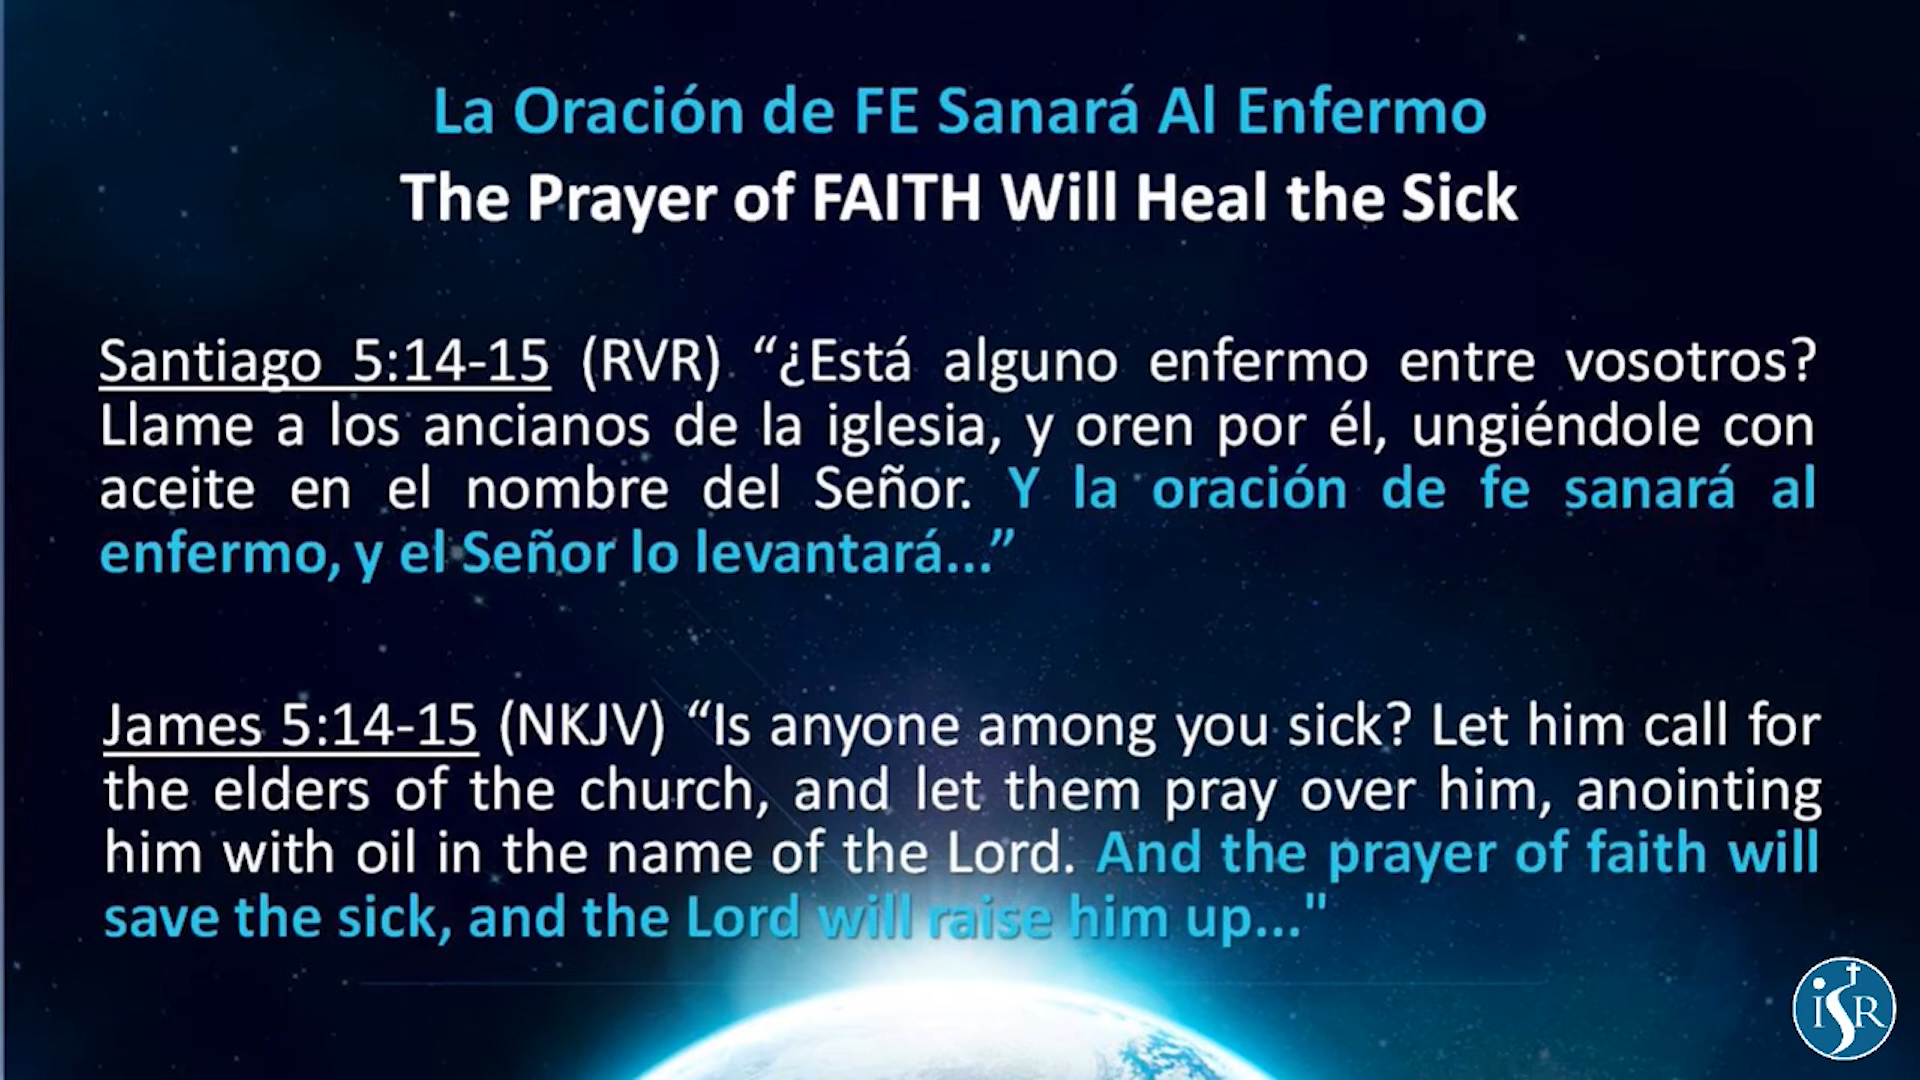 La Oración de FE Sanará Al Enfermo
The Prayer of FAITH Will Heal the Sick
Santiago 5:14-15 (RVR) “¿Está alguno enfermo entre vosotros?
Llame a los ancianos de la iglesia, y oren por él, ungiéndole con
aceite en el nombre del Señor. Y la oración de fe sanará al
enfermo, y el Señor lo levantará...”
James 5:14-15 (NKJV) “Is anyone among you sick? Let him call for
the elders of the church, and let them pray over him, anointing
him with oil in the name of the Lord. And the prayer of faith will
save the sick, and the Lord will raise him up..."
iSR